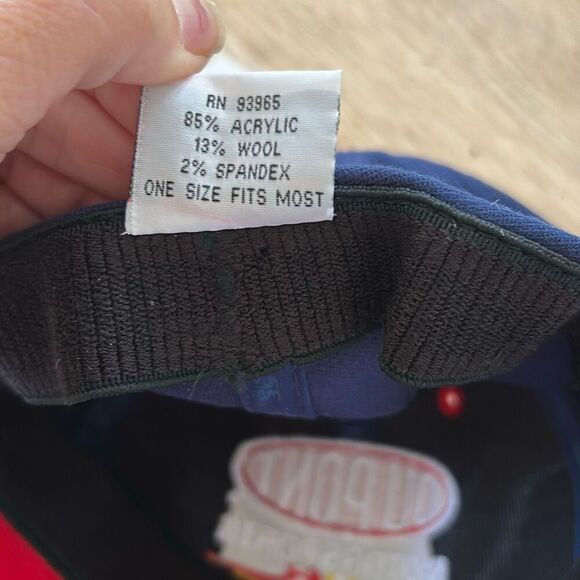 RN 93965
85% ACRYLIC
13% WOOL
2% SPANDEX
ONE SIZE FITS MOST